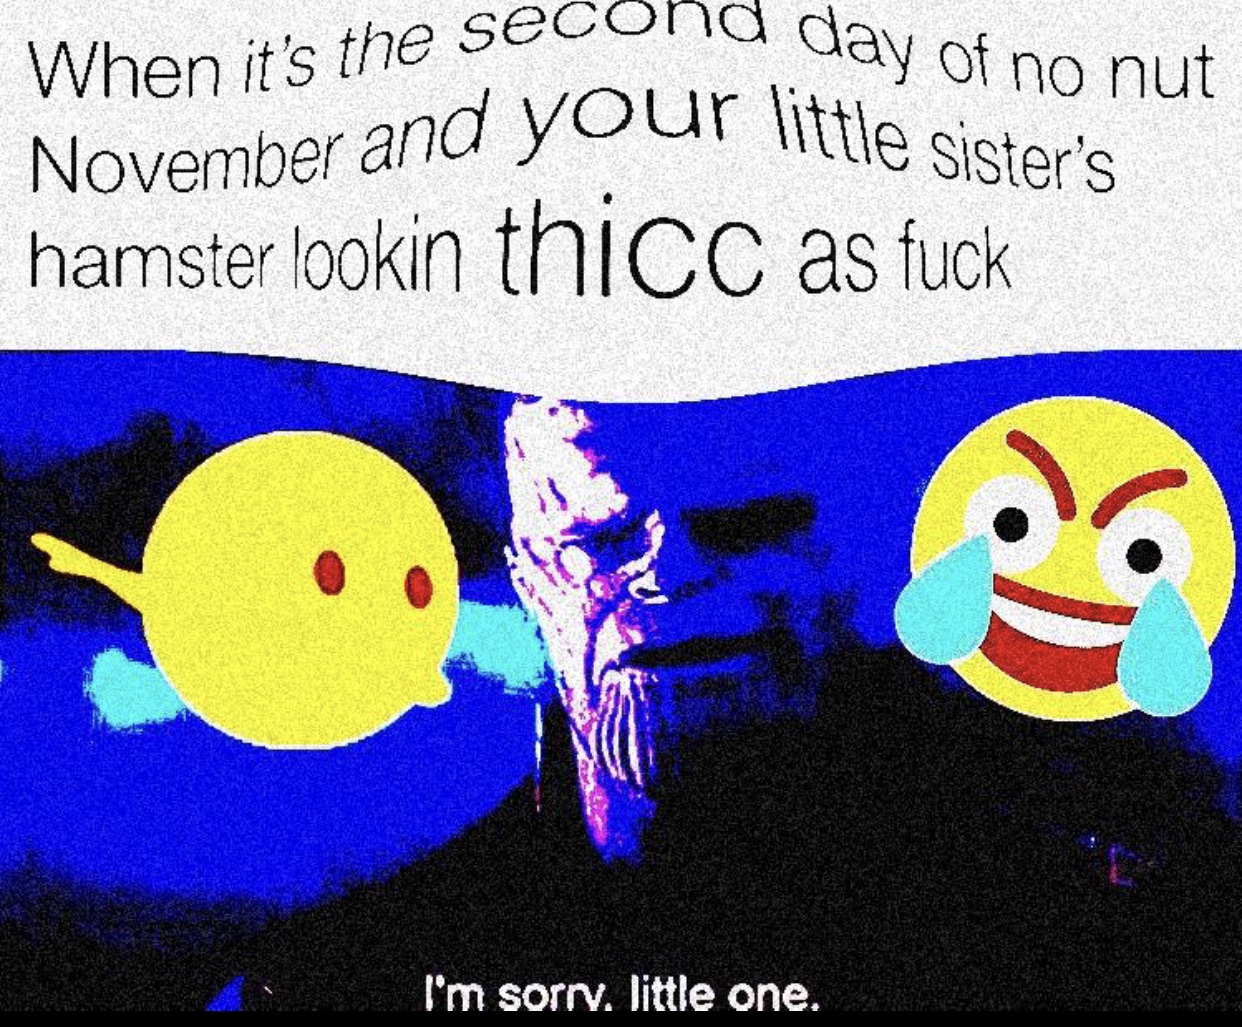 When it's the second day of no nut
November and your little sister's
hamster lookin thicc as fuck
I'm sorry, little one.